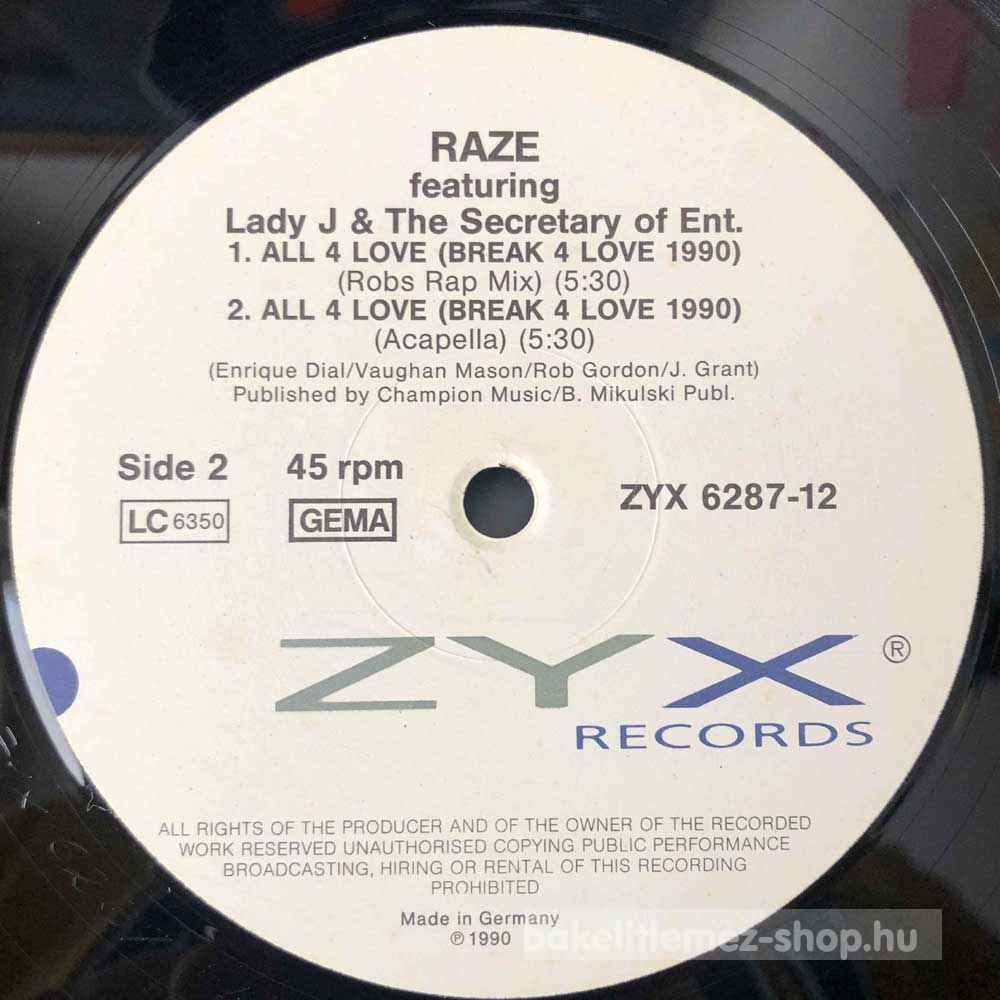 RAZE
featuring
Lady J & The Secretary of Ent.
1. ALL 4 LOVE (BREAK 4 LOVE 1990)
(Robs Rap Mix) (5:30)
2. ALL 4 LOVE (BREAK 4 LOVE 1990)
(Acapella) (5:30)
(Enrique Dial/Vaughan Mason/Rob Gordon/J. Grant)
Published by Champion Music/B. Mikulski Publ.
Side 2 45 rpm ZYX 6287-12
LC 6350 GEMA
ZYX ®
RECORDS
ALL RIGHTS OF THE PRODUCER AND OF THE OWNER OF THE RECORDED
WORK RESERVED UNAUTHORISED COPYING PUBLIC PERFORMANCE
BROADCASTING, HIRING OR RENTAL OF THIS RECORDING
PROHIBITED
Made in Germany
℗ 1990
bakelitlemez-shop.hu